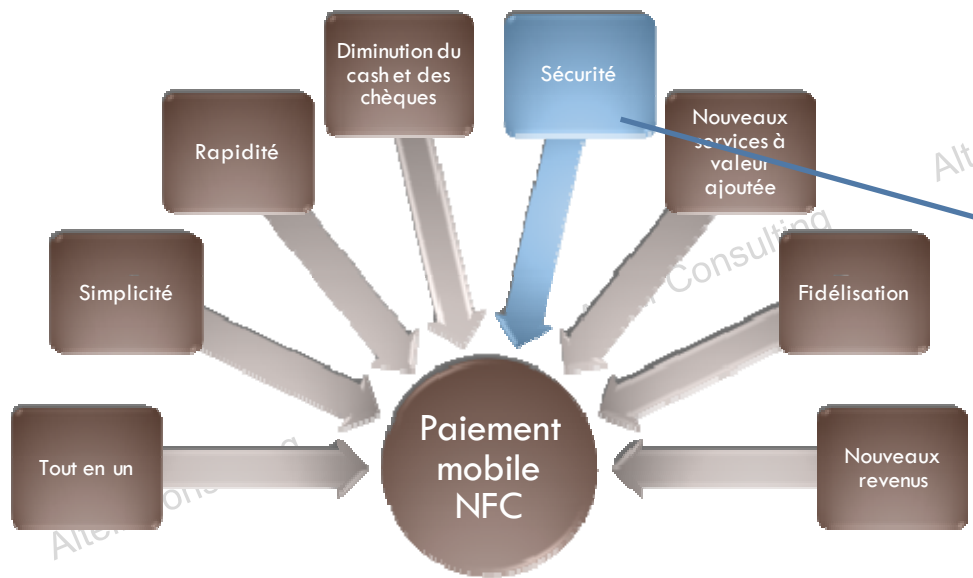 Diminution du
cash et des
chèques
Sécurité
Rapidité
Nouveaux
services à
valeur
ajoutée
Simplicité
Fidélisation
Tout en un
Paiement
mobile
NFC
Nouveaux
revenus
Consulting